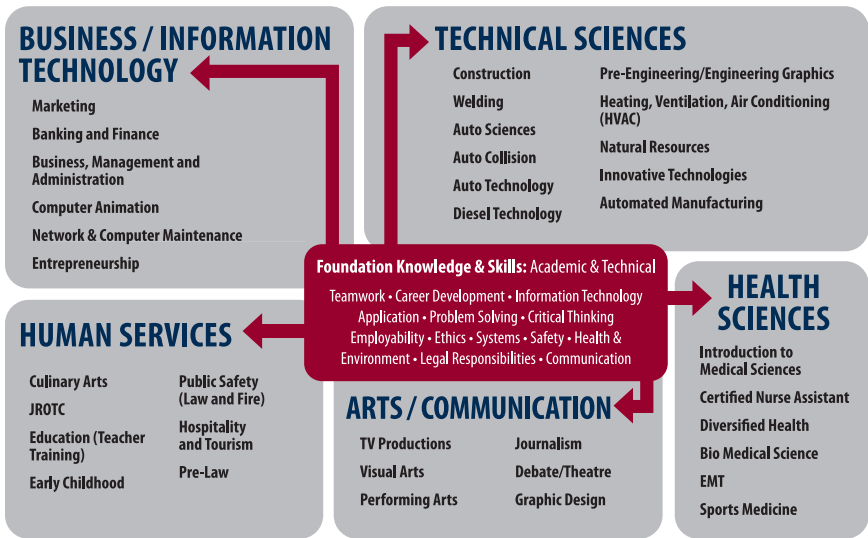 BUSINESS / INFORMATION
TECHNOLOGY
Marketing
Banking and Finance
Business, Management and
Administration
Computer Animation
Network & Computer Maintenance
Entrepreneurship
TECHNICAL SCIENCES
Construction
Welding
Auto Sciences
Auto Collision
Auto Technology
Diesel Technology
Pre-Engineering/Engineering Graphics
Heating, Ventilation, Air Conditioning
(HVAC)
Natural Resources
Innovative Technologies
Automated Manufacturing
Foundation Knowledge & Skills: Academic & Technical
Teamwork • Career Development • Information Technology
Application • Problem Solving • Critical Thinking
Employability • Ethics • Systems • Safety • Health &
Environment • Legal Responsibilities • Communication
HUMAN SERVICES
Culinary Arts
JROTC
Education (Teacher
Training)
Early Childhood
Public Safety
(Law and Fire)
Hospitality
and Tourism
Pre-Law
ARTS / COMMUNICATION
TV Productions
Visual Arts
Performing Arts
Journalism
Debate/Theatre
Graphic Design
HEALTH
SCIENCES
Introduction to
Medical Sciences
Certified Nurse Assistant
Diversified Health
Bio Medical Science
EMT
Sports Medicine